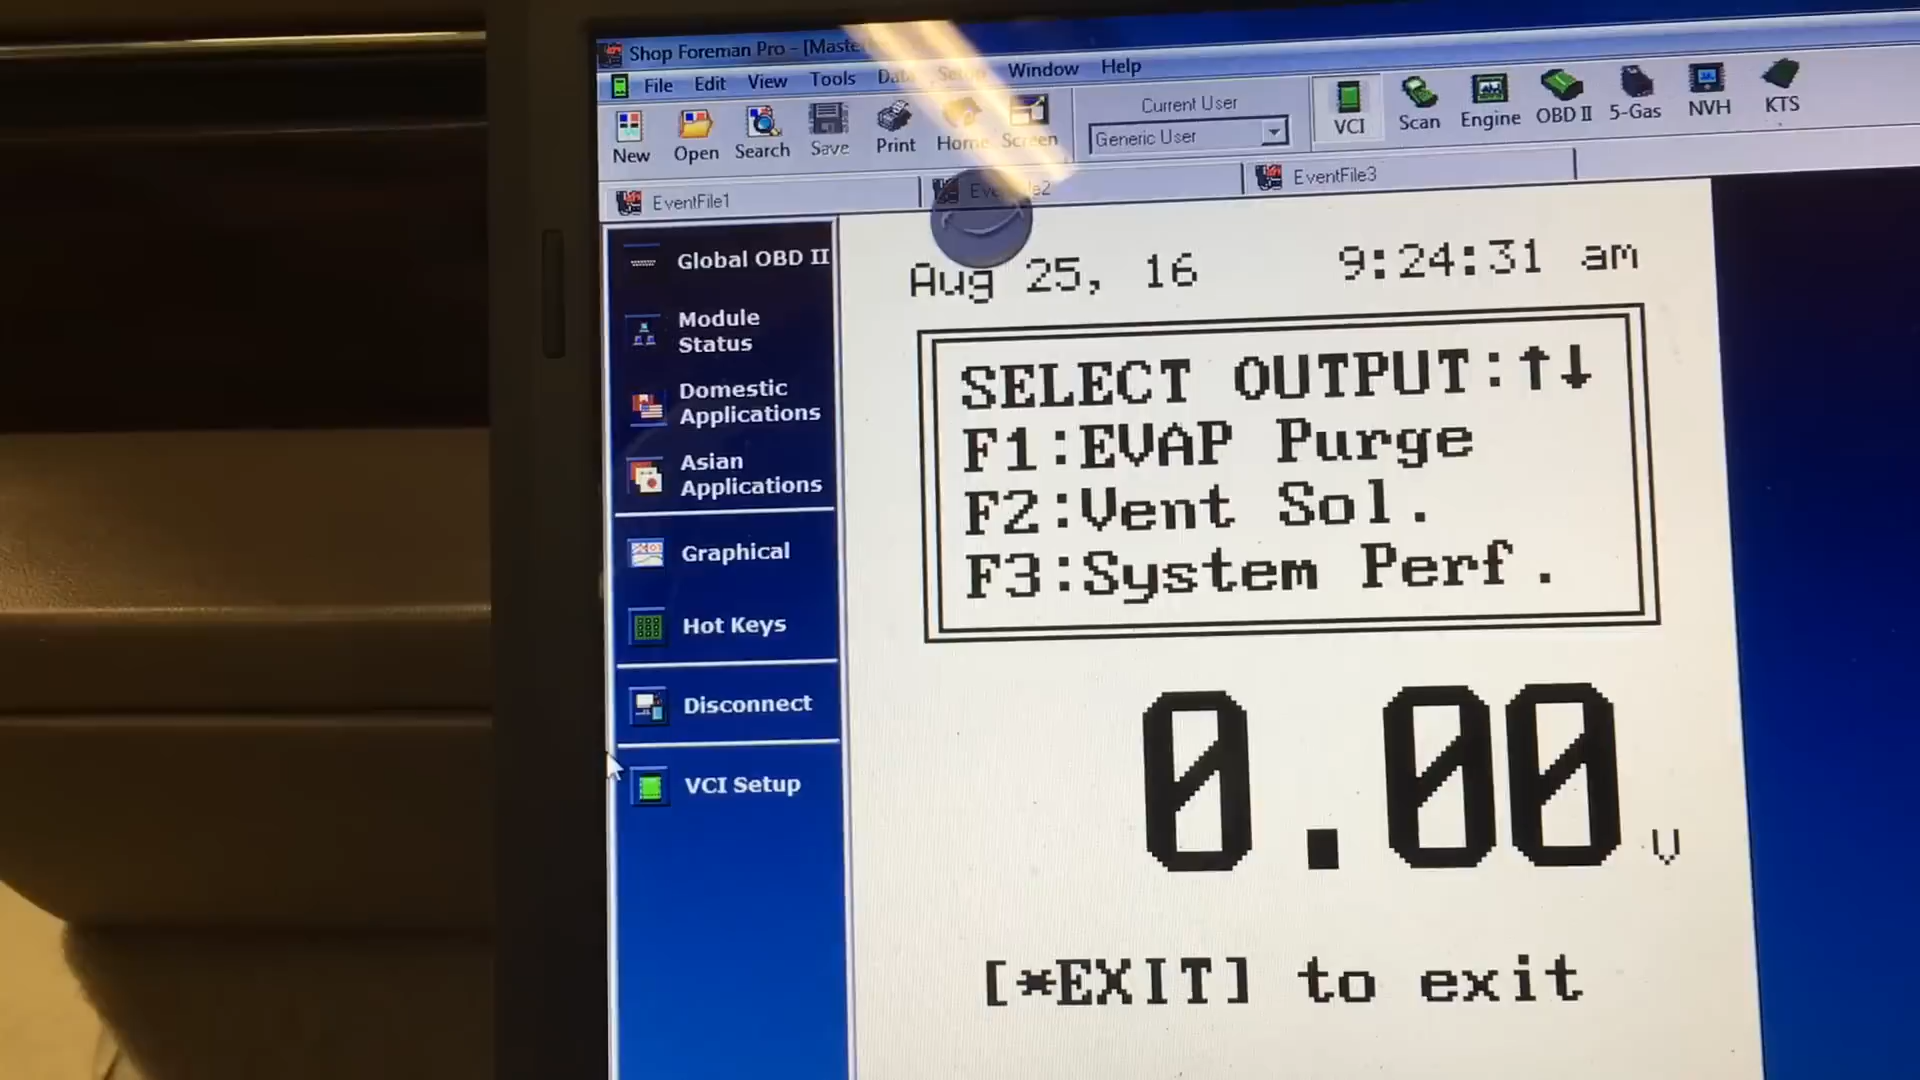 Shop Foreman Pro - [Maste
File Edit View Tools Data Setup Window Help
New Open Search Save Print Home Screen
Current User
Generic User
VCI Scan Engine OBD II 5-Gas NVH KTS
EventFile1 EventFile2 EventFile3
Global OBD II
Module
Status
Domestic
Applications
Asian
Applications
Graphical
Hot Keys
Disconnect
VCI Setup
Aug 25, 16 9:24:31 am
SELECT OUTPUT:↑↓
F1:EVAP Purge
F2:Vent Sol.
F3:System Perf.
0.00 V
[*EXIT] to exit